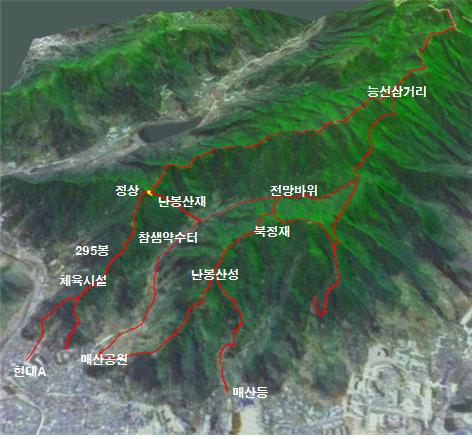 능선삼거리
정상
난봉산재
전망바위
참샘약수터
북정재
295봉
난봉산성
체육시설
매산공원
현대A
매산등